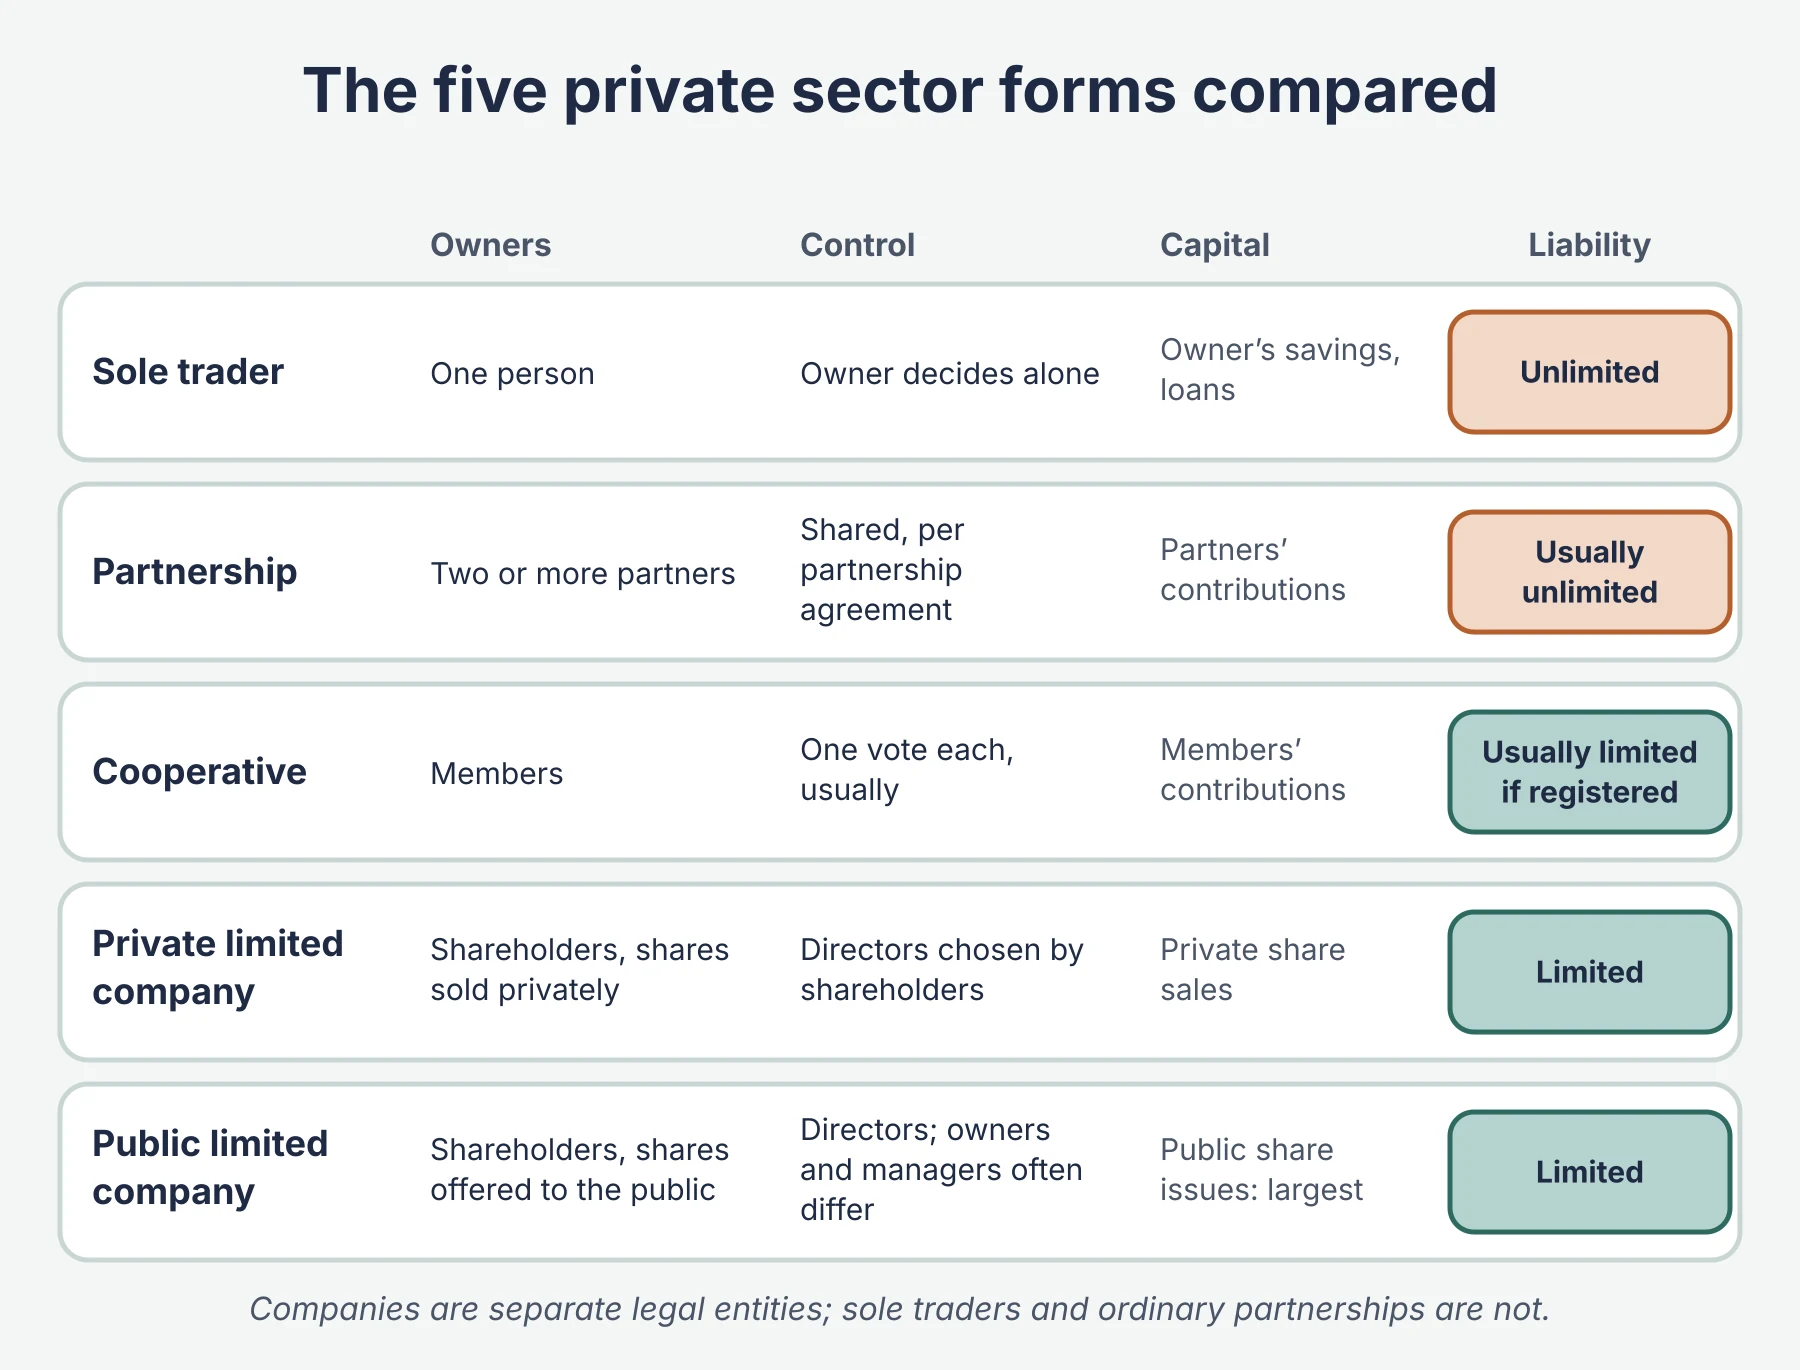 The five private sector forms compared
Owners
Control
Capital
Liability
Sole trader
One person
Owner decides alone
Owner’s savings,
loans
Unlimited
Partnership
Two or more partners
Shared, per
partnership
agreement
Partners’
contributions
Usually
unlimited
Cooperative
Members
One vote each,
usually
Members’
contributions
Usually limited
if registered
Private limited
company
Shareholders, shares
sold privately
Directors chosen by
shareholders
Private share
sales
Limited
Public limited
company
Shareholders, shares
offered to the public
Directors; owners
and managers often
differ
Public share
issues: largest
Limited
Companies are separate legal entities; sole traders and ordinary partnerships are not.